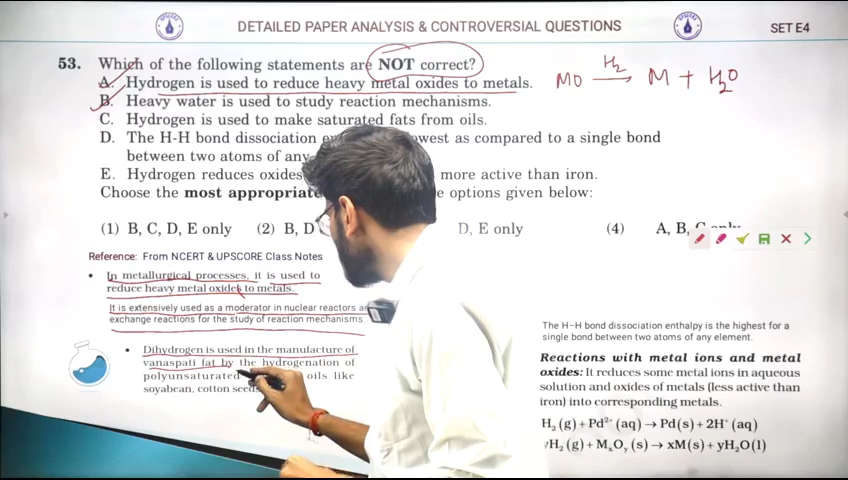 DETAILED PAPER ANALYSIS & CONTROVERSIAL QUESTIONS
SET E4
53. Which of the following statements are NOT correct?
A. Hydrogen is used to reduce heavy metal oxides to metals.
MO H₂→ M + H₂O
B. Heavy water is used to study reaction mechanisms.
C. Hydrogen is used to make saturated fats from oils.
D. The H-H bond dissociation west as compared to a single bond
between two atoms of any
E. Hydrogen reduces oxides more active than iron.
Choose the most appropriate options given below:
(1) B, C, D, E only (2) B, D D, E only (4) A, B,
Reference: From NCERT & UPSCORE Class Notes
• In metallurgical processes, it is used to
reduce heavy metal oxides to metals.
It is extensively used as a moderator in nuclear reactors
exchange reactions for the study of reaction mechanisms.
• Dihydrogen is used in the manufacture of
vanaspati fat by the hydrogenation of
polyunsaturated oils like
soyabean, cotton
The H–H bond dissociation enthalpy is the highest for a
single bond between two atoms of any element.
Reactions with metal ions and metal
oxides: It reduces some metal ions in aqueous
solution and oxides of metals (less active than
iron) into corresponding metals.
H₂(g) + Pd²⁺(aq) → Pd(s) + 2H⁺(aq)
yH₂(g) + MₓOᵧ(s) → xM(s) + yH₂O(l)